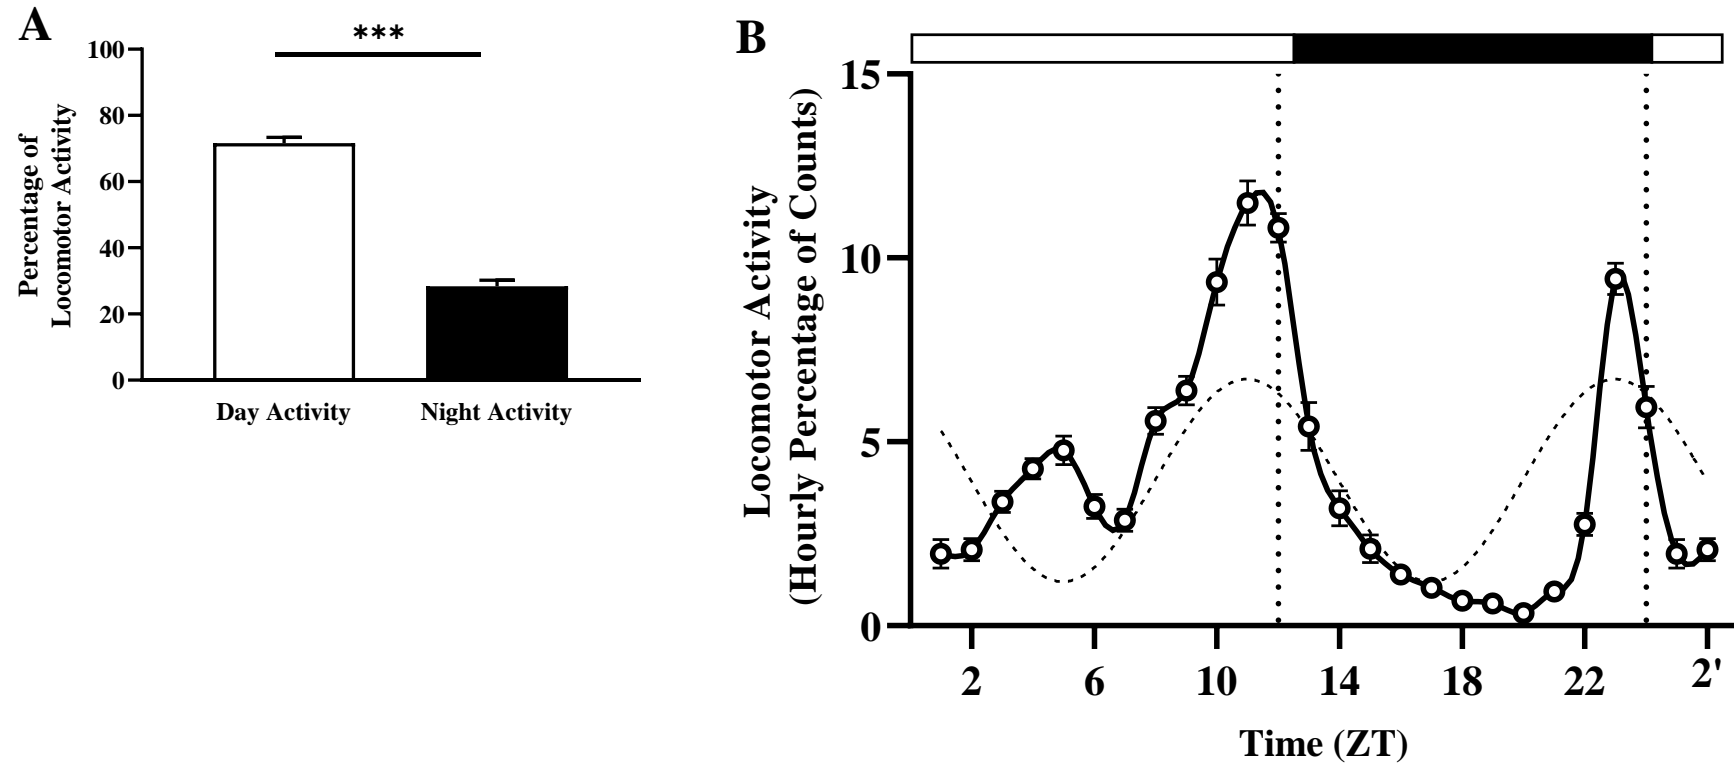 A
***
100
80
60
40
20
0
Percentage of
Locomotor Activity
Day Activity
Night Activity
B
15
10
5
0
Locomotor Activity
(Hourly Percentage of Counts)
2
6
10
14
18
22
2'
Time (ZT)